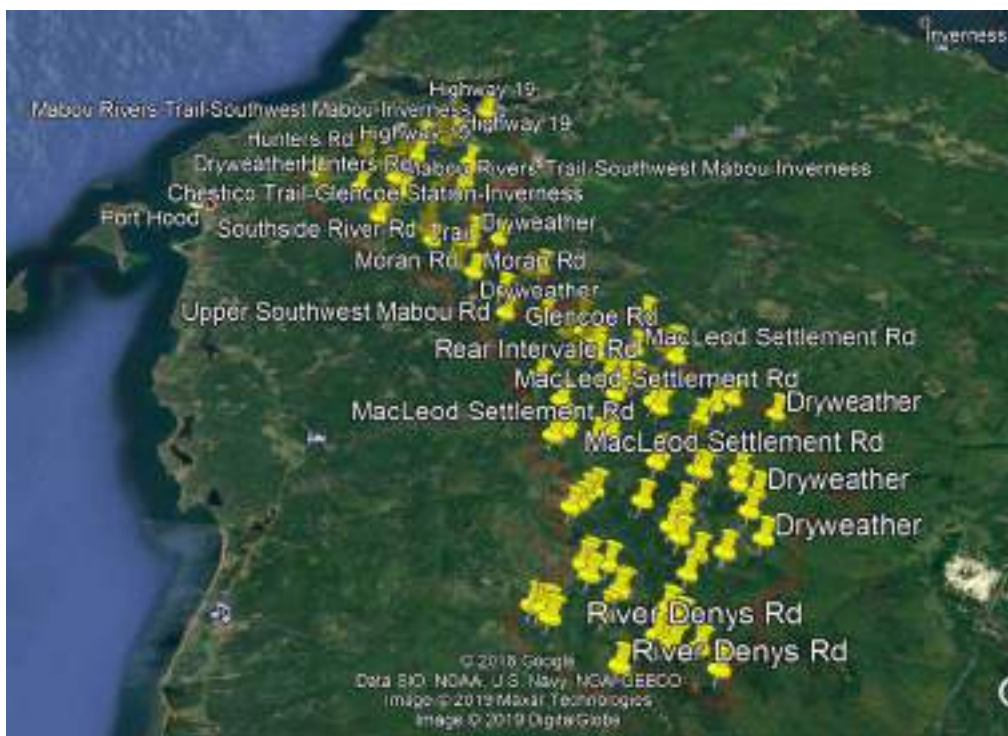 Inverness
Highway 19
Mabou Rivers Trail-Southwest Mabou-Inverness
Highway 19
Hunters Rd
Dryweather
Hunters Rd
Mabou Rivers Trail-Southwest Mabou-Inverness
Chestico Trail-Glencoe Station-Inverness
Port Hood
Southside River Rd
Trail
Dryweather
Moran Rd
Moran Rd
Dryweather
Upper Southwest Mabou Rd
Glencoe Rd
MacLeod Settlement Rd
Rear Intervale Rd
MacLeod Settlement Rd
Dryweather
MacLeod Settlement Rd
MacLeod Settlement Rd
Dryweather
Dryweather
River Denys Rd
River Denys Rd
© 2018 Google
Data SIO, NOAA, U.S. Navy, NGA, GEBCO
Image © 2019 Maxar Technologies
Image © 2019 DigitalGlobe